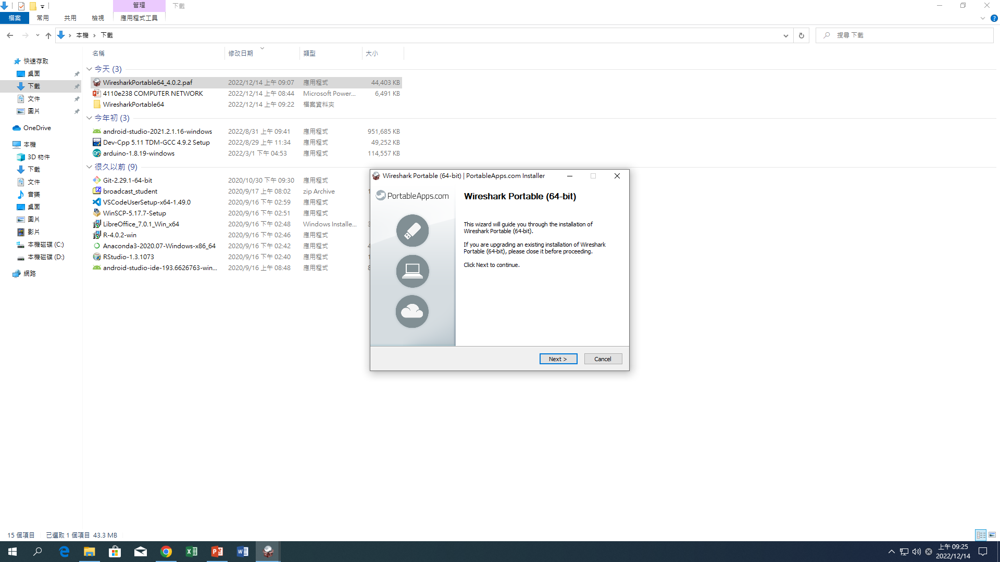 管理
下載
檔案
常用
共用
檢視
應用程式工具
本機
下載
搜尋 下載
名稱
修改日期
類型
大小
快速存取
桌面
下載
文件
圖片
OneDrive
本機
3D 物件
下載
文件
音樂
桌面
圖片
影片
本機磁碟 (C:)
本機磁碟 (D:)
網路
今天 (3)
WiresharkPortable64_4.0.2.paf 2022/12/14 上午 09:07 應用程式 44,403 KB
4110e238 COMPUTER NETWORK 2022/12/14 上午 08:44 Microsoft Power... 6,491 KB
WiresharkPortable64 2022/12/14 上午 09:22 檔案資料夾
今年初 (3)
android-studio-2021.2.1.16-windows 2022/8/31 上午 09:41 應用程式 951,685 KB
Dev-Cpp 5.11 TDM-GCC 4.9.2 Setup 2022/8/29 上午 11:34 應用程式 49,252 KB
arduino-1.8.19-windows 2022/3/1 下午 04:53 應用程式 114,557 KB
很久以前 (9)
Git-2.29.1-64-bit 2020/10/30 下午 09:30 應用程式
broadcast_student 2020/9/17 上午 08:02 zip Archive
VSCodeUserSetup-x64-1.49.0 2020/9/16 下午 02:59 應用程式
WinSCP-5.17.7-Setup 2020/9/16 下午 02:51 應用程式
LibreOffice_7.0.1_Win_x64 2020/9/16 下午 02:48 Windows Installe...
R-4.0.2-win 2020/9/16 下午 02:46 應用程式
Anaconda3-2020.07-Windows-x86_64 2020/9/16 下午 02:42 應用程式
RStudio-1.3.1073 2020/9/16 下午 02:40 應用程式
android-studio-ide-193.6626763-win... 2020/9/16 上午 08:48 應用程式
Wireshark Portable (64-bit) | PortableApps.com Installer
PortableApps.com
Wireshark Portable (64-bit)
This wizard will guide you through the installation of
Wireshark Portable (64-bit).
If you are upgrading an existing installation of Wireshark
Portable (64-bit), please close it before proceeding.
Click Next to continue.
Next >
Cancel
15 個項目
已選取 1 個項目 43.3 MB
上午 09:25
2022/12/14